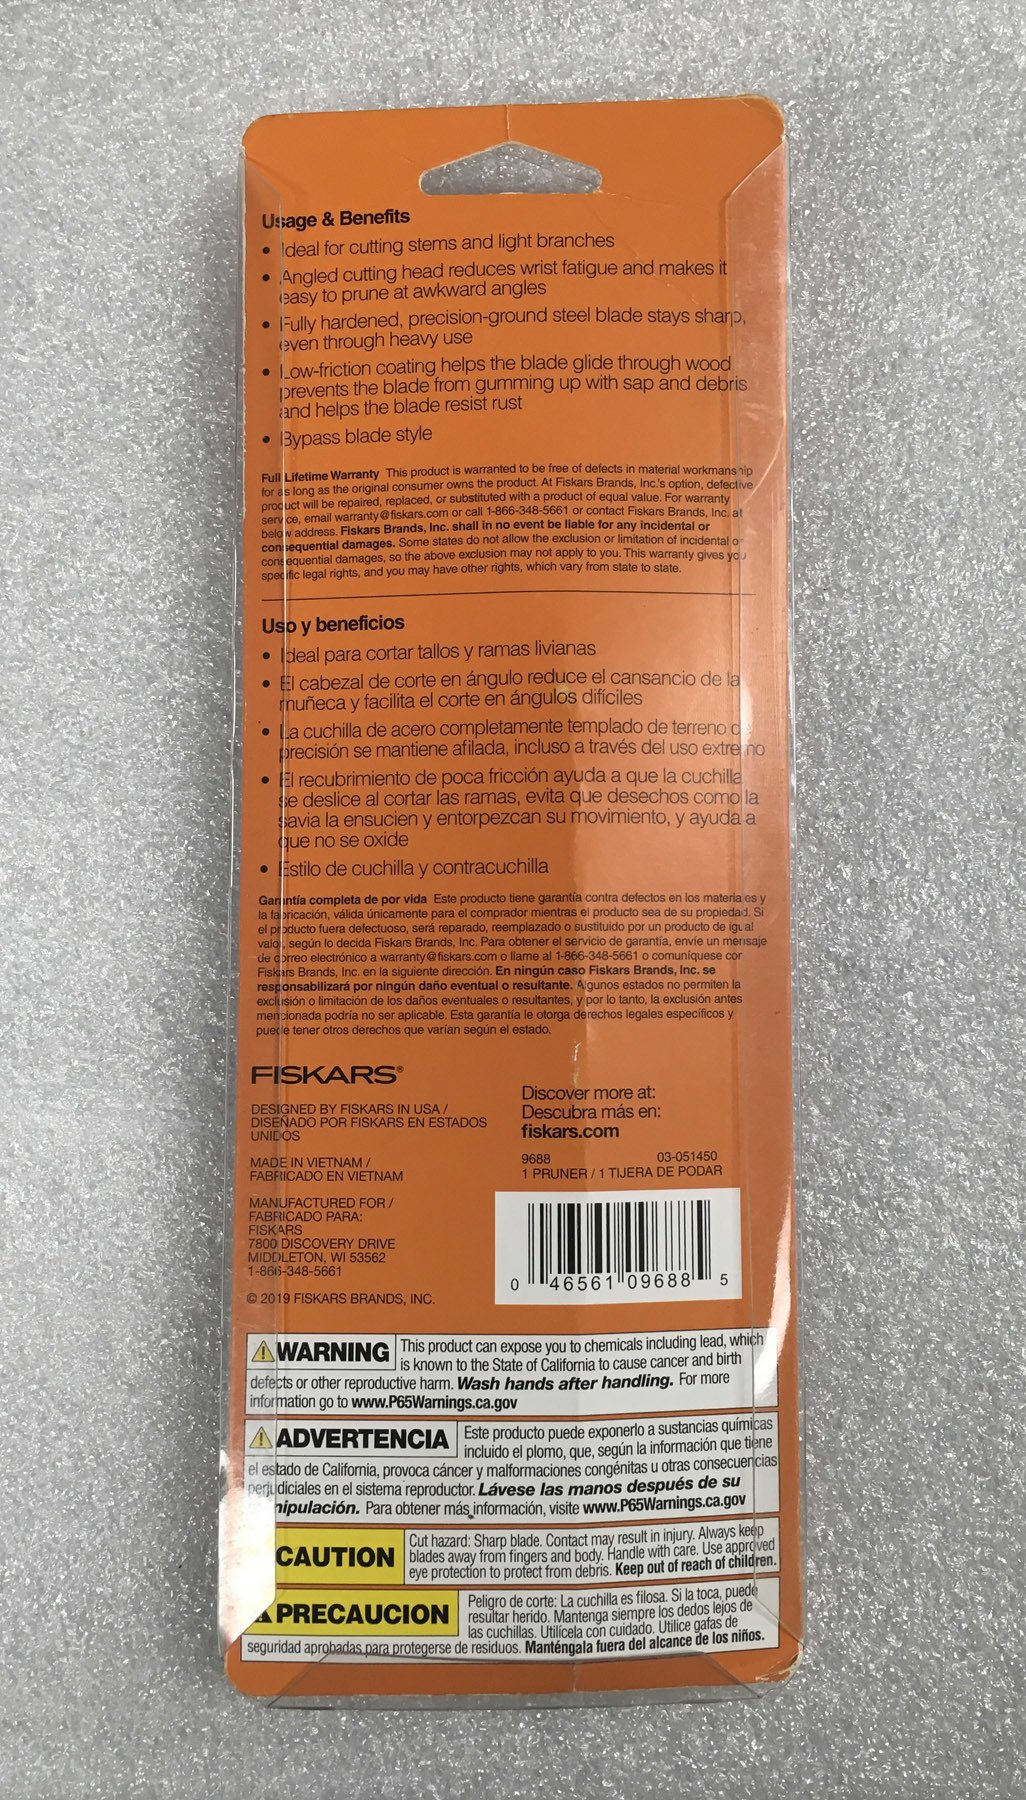 Usage & Benefits
• Ideal for cutting stems and light branches
• Angled cutting head reduces wrist fatigue and makes it
easy to prune at awkward angles
• Fully hardened, precision-ground steel blade stays sharp,
even through heavy use
• Low-friction coating helps the blade glide through wood
prevents the blade from gumming up with sap and debris
and helps the blade resist rust
• Bypass blade style
Full Lifetime Warranty This product is warranted to be free of defects in material workmanship
for as long as the original consumer owns the product. At Fiskars Brands, Inc.'s option, defective
product will be repaired, replaced, or substituted with a product of equal value. For warranty
service, email warranty@fiskars.com or call 1-866-348-5661 or contact Fiskars Brands, Inc. at
below address. Fiskars Brands, Inc. shall in no event be liable for any incidental or
consequential damages. Some states do not allow the exclusion or limitation of incidental or
consequential damages, so the above exclusion may not apply to you. This warranty gives you
specific legal rights, and you may have other rights, which vary from state to state.
Uso y beneficios
• Ideal para cortar tallos y ramas livianas
• El cabezal de corte en ángulo reduce el cansancio de la
muñeca y facilita el corte en ángulos difíciles
• La cuchilla de acero completamente templado de terreno de
precisión se mantiene afilada, incluso a través del uso extremo
• El recubrimiento de poca fricción ayuda a que la cuchilla
se deslice al cortar las ramas, evita que desechos como la
savia la ensucien y entorpezcan su movimiento, y ayuda a
que no se oxide
• Estilo de cuchilla y contracuchilla
Garantía completa de por vida Este producto tiene garantía contra defectos en los materiales y
la fabricación, válida únicamente para el comprador mientras el producto sea de su propiedad. Si
el producto fuera defectuoso, será reparado, reemplazado o sustituido por un producto de igual
valor, según lo decida Fiskars Brands, Inc. Para obtener el servicio de garantía, envíe un mensaje
de correo electrónico a warranty@fiskars.com o llame al 1-866-348-5661 o comuníquese con
Fiskars Brands, Inc. en la siguiente dirección. En ningún caso Fiskars Brands, Inc. se
responsabilizará por ningún daño eventual o resultante. Algunos estados no permiten la
exclusión o limitación de los daños eventuales o resultantes, y por lo tanto, la exclusión antes
mencionada podría no ser aplicable. Esta garantía le otorga derechos legales específicos y
puede tener otros derechos que varían según el estado.
FISKARS®
DESIGNED BY FISKARS IN USA /
DISEÑADO POR FISKARS EN ESTADOS
UNIDOS
MADE IN VIETNAM /
FABRICADO EN VIETNAM
MANUFACTURED FOR /
FABRICADO PARA:
FISKARS
7800 DISCOVERY DRIVE
MIDDLETON, WI 53562
1-866-348-5661
© 2019 FISKARS BRANDS, INC.
Discover more at:
Descubra más en:
fiskars.com
9688 03-051450
1 PRUNER / 1 TIJERA DE PODAR
0 46561 09688 5
WARNING This product can expose you to chemicals including lead, which
is known to the State of California to cause cancer and birth
defects or other reproductive harm. Wash hands after handling. For more
information go to www.P65Warnings.ca.gov
ADVERTENCIA Este producto puede exponerlo a sustancias químicas
incluido el plomo, que, según la información que tiene
el estado de California, provoca cáncer y malformaciones congénitas u otras consecuencias
perjudiciales en el sistema reproductor. Lávese las manos después de su
manipulación. Para obtener más información, visite www.P65Warnings.ca.gov
CAUTION Cut hazard: Sharp blade. Contact may result in injury. Always keep
blades away from fingers and body. Handle with care. Use approved
eye protection to protect from debris. Keep out of reach of children.
PRECAUCION Peligro de corte: La cuchilla es filosa. Si la toca, puede
resultar herido. Mantenga siempre los dedos lejos de
las cuchillas. Utilícela con cuidado. Utilice gafas de
seguridad aprobadas para protegerse de residuos. Manténgala fuera del alcance de los niños.